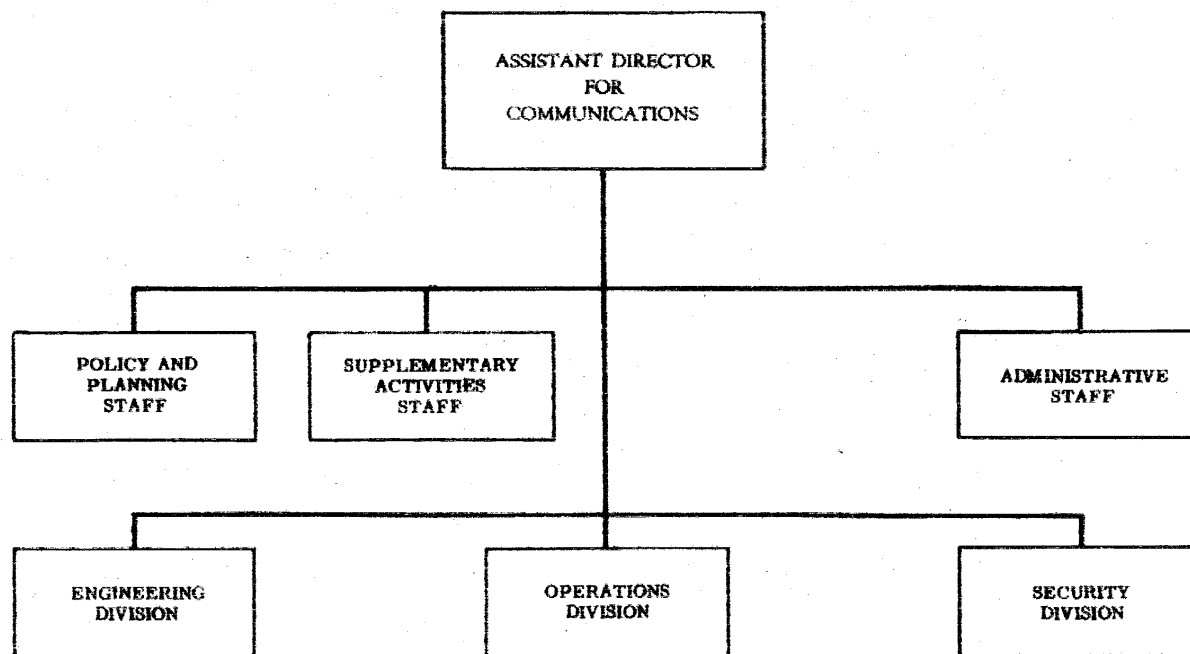 ASSISTANT DIRECTOR
FOR
COMMUNICATIONS
POLICY AND
PLANNING
STAFF
SUPPLEMENTARY
ACTIVITIES
STAFF
ADMINISTRATIVE
STAFF
ENGINEERING
DIVISION
OPERATIONS
DIVISION
SECURITY
DIVISION